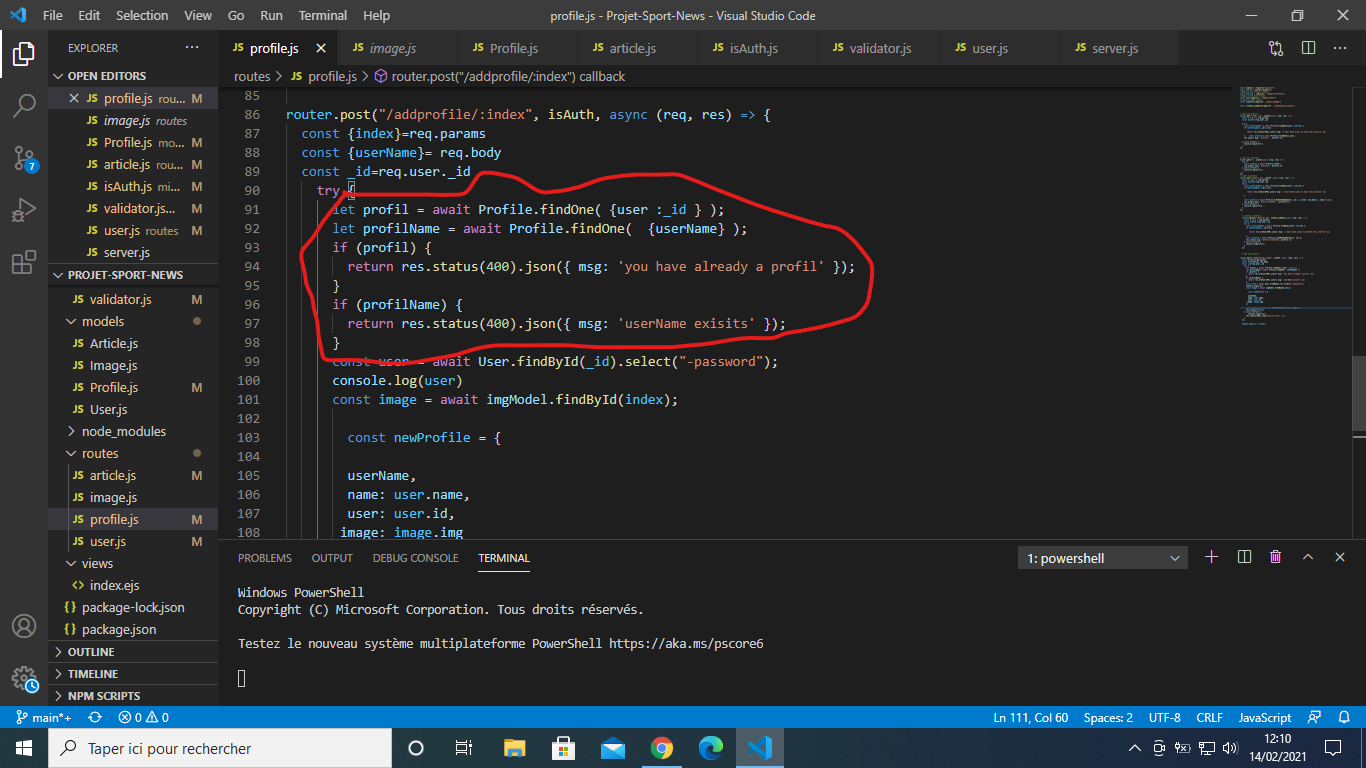 File Edit Selection View Go Run Terminal Help profile.js - Projet-Sport-News - Visual Studio Code
EXPLORER ···
OPEN EDITORS
JS profile.js rou... M
JS image.js routes
JS Profile.js mo... M
JS article.js rou... M
JS isAuth.js mi... M
JS validator.js... M
JS user.js routes M
JS server.js
PROJET-SPORT-NEWS
JS validator.js M
models
JS Article.js
JS Image.js
JS Profile.js M
JS User.js
node_modules
routes
JS article.js M
JS image.js
JS profile.js M
JS user.js M
views
<> index.ejs
{} package-lock.json
{} package.json
OUTLINE
TIMELINE
NPM SCRIPTS
7
JS profile.js JS image.js JS Profile.js JS article.js JS isAuth.js JS validator.js JS user.js JS server.js ···
routes > JS profile.js > router.post("/addprofile/:index") callback
85
86 router.post("/addprofile/:index", isAuth, async (req, res) => {
87 const {index}=req.params
88 const {userName}= req.body
89 const _id=req.user._id
90 try {
91 let profil = await Profile.findOne( {user :_id } );
92 let profilName = await Profile.findOne(  {userName} );
93 if (profil) {
94 return res.status(400).json({ msg: 'you have already a profil' });
95 }
96 if (profilName) {
97 return res.status(400).json({ msg: 'userName exisits' });
98 }
99 const user = await User.findById(_id).select("-password");
100 console.log(user)
101 const image = await imgModel.findById(index);
102
103 const newProfile = {
104
105 userName,
106 name: user.name,
107 user: user.id,
108 image: image.img
PROBLEMS OUTPUT DEBUG CONSOLE TERMINAL 1: powershell
Windows PowerShell
Copyright (C) Microsoft Corporation. Tous droits réservés.
Testez le nouveau système multiplateforme PowerShell https://aka.ms/pscore6
main*+ 0 0 Ln 111, Col 60 Spaces: 2 UTF-8 CRLF JavaScript
Taper ici pour rechercher
12:10
14/02/2021